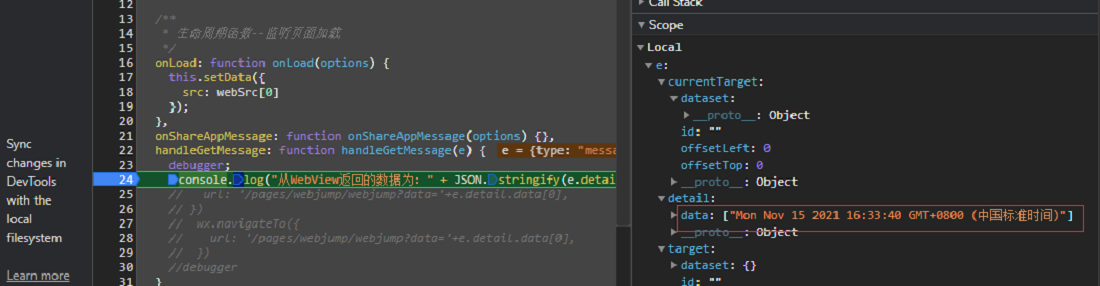 Sync
changes in
DevTools
with the
local
filesystem
Learn more
12
13 /**
14 * 生命周期函数--监听页面加载
15 */
16 onLoad: function onLoad(options) {
17 this.setData({
18 src: webSrc[0]
19 });
20 },
21 onShareAppMessage: function onShareAppMessage(options) {},
22 handleGetMessage: function handleGetMessage(e) { e = {type: "messa
23 debugger;
24 console.log("从WebView返回的数据为: " + JSON.stringify(e.detai
25 // url: '/pages/webjump/webjump?data='+e.detail.data[0],
26 // })
27 // wx.navigateTo({
28 // url: '/pages/webjump/webjump?data='+e.detail.data[0],
29 // })
30 //debugger
31 }
Call Stack
Scope
Local
e:
currentTarget:
dataset:
__proto__: Object
id: ""
offsetLeft: 0
offsetTop: 0
detail:
data: ["Mon Nov 15 2021 16:33:40 GMT+0800 (中国标准时间)"]
__proto__: Object
target:
dataset: {}
id: ""